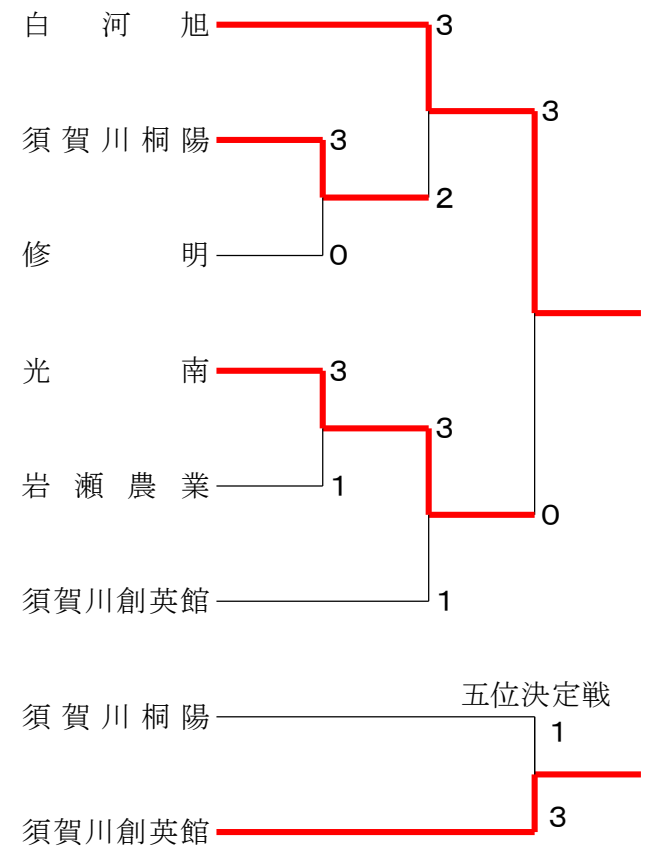 白河旭 3
3
須賀川桐陽 3
2
修明 0
光南 3
3
岩瀬農業 1
0
須賀川創英館 1
五位決定戦
須賀川桐陽 1
須賀川創英館 3